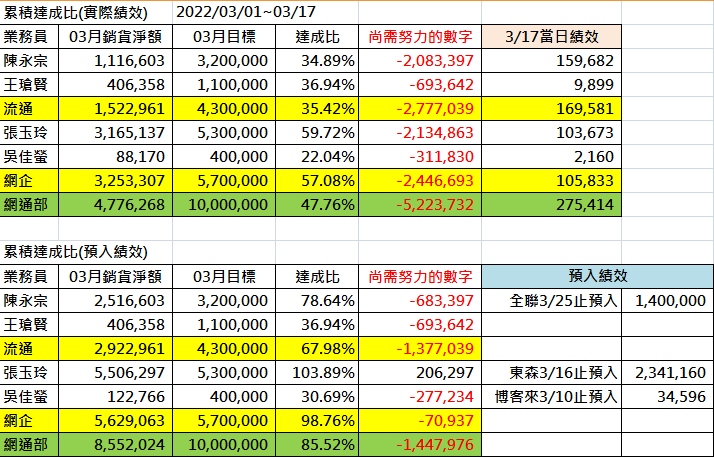 累積達成比(實際績效) 2022/03/01~03/17
業務員 03月銷貨淨額 03月目標 達成比 尚需努力的數字 3/17當日績效
陳永宗 1,116,603 3,200,000 34.89% -2,083,397 159,682
王瑲賢 406,358 1,100,000 36.94% -693,642 9,899
流通 1,522,961 4,300,000 35.42% -2,777,039 169,581
張玉玲 3,165,137 5,300,000 59.72% -2,134,863 103,673
吳佳螢 88,170 400,000 22.04% -311,830 2,160
網企 3,253,307 5,700,000 57.08% -2,446,693 105,833
網通部 4,776,268 10,000,000 47.76% -5,223,732 275,414
累積達成比(預入績效)
業務員 03月銷貨淨額 03月目標 達成比 尚需努力的數字 預入績效
陳永宗 2,516,603 3,200,000 78.64% -683,397 全聯3/25止預入 1,400,000
王瑲賢 406,358 1,100,000 36.94% -693,642
流通 2,922,961 4,300,000 67.98% -1,377,039
張玉玲 5,506,297 5,300,000 103.89% 206,297 東森3/16止預入 2,341,160
吳佳螢 122,766 400,000 30.69% -277,234 博客來3/10止預入 34,596
網企 5,629,063 5,700,000 98.76% -70,937
網通部 8,552,024 10,000,000 85.52% -1,447,976